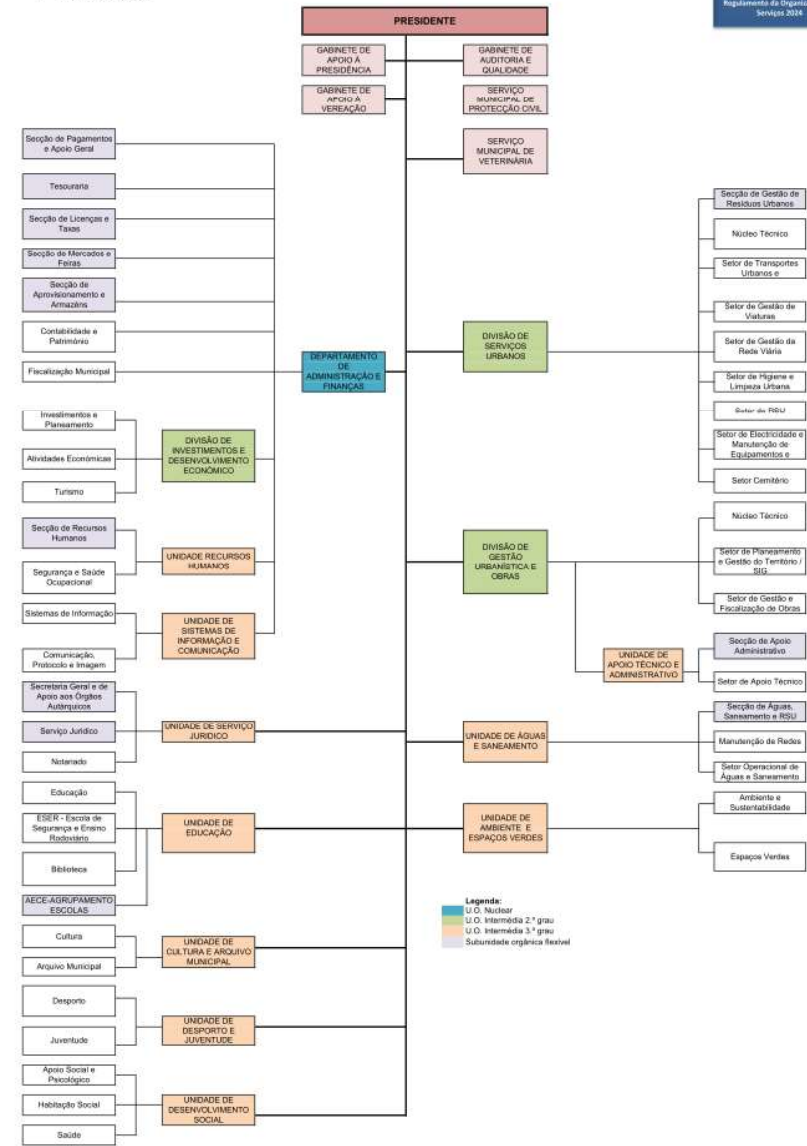 Regulamento da Organiza
Serviços 2024
PRESIDENTE
GABINETE DE
APOIO À
PRESIDÊNCIA
GABINETE DE
AUDITORIA E
QUALIDADE
GABINETE DE
APOIO À
VEREAÇÃO
SERVIÇO
MUNICIPAL DE
PROTECÇÃO CIVIL
SERVIÇO
MUNICIPAL DE
VETERINÁRIA
Secção de Pagamentos
e Apoio Geral
Tesouraria
Secção de Licenças e
Taxas
Secção de Mercados e
Feiras
Secção de
Aprovisionamento e
Armazéns
Contabilidade e
Património
Fiscalização Municipal
DEPARTAMENTO
DE
ADMINISTRAÇÃO E
FINANÇAS
Investimentos e
Planeamento
Atividades Económicas
Turismo
DIVISÃO DE
INVESTIMENTOS E
DESENVOLVIMENTO
ECONÓMICO
Secção de Recursos
Humanos
Segurança e Saúde
Ocupacional
UNIDADE RECURSOS
HUMANOS
Sistemas de Informação
Comunicação,
Protocolo e Imagem
UNIDADE DE
SISTEMAS DE
INFORMAÇÃO E
COMUNICAÇÃO
Secretaria Geral e de
Apoio aos Órgãos
Autárquicos
Serviço Jurídico
Notariado
UNIDADE DE SERVIÇO
JURIDICO
Educação
ESER - Escola de
Segurança e Ensino
Rodoviário
Biblioteca
AECE-AGRUPAMENTO
ESCOLAS
UNIDADE DE
EDUCAÇÃO
Cultura
Arquivo Municipal
UNIDADE DE
CULTURA E ARQUIVO
MUNICIPAL
Desporto
Juventude
UNIDADE DE
DESPORTO E
JUVENTUDE
Apoio Social e
Psicológico
Habitação Social
Saúde
UNIDADE DE
DESENVOLVIMENTO
SOCIAL
DIVISÃO DE
SERVIÇOS
URBANOS
Secção de Gestão de
Resíduos Urbanos
Núcleo Técnico
Setor de Transportes
Urbanos e
Setor de Gestão de
Viaturas
Setor de Gestão da
Rede Viária
Setor de Higiene e
Limpeza Urbana
Setor de RSU
Setor de Electricidade e
Manutenção de
Equipamentos e
Setor Cemitério
DIVISÃO DE
GESTÃO
URBANÍSTICA E
OBRAS
Núcleo Técnico
Setor de Planeamento
e Gestão do Território /
SIG
Setor de Gestão e
Fiscalização de Obras
UNIDADE DE
APOIO TÉCNICO E
ADMINISTRATIVO
Secção de Apoio
Administrativo
Setor de Apoio Técnico
UNIDADE DE ÁGUAS
E SANEAMENTO
Secção de Águas,
Saneamento e RSU
Manutenção de Redes
Setor Operacional de
Águas e Saneamento
UNIDADE DE
AMBIENTE E
ESPAÇOS VERDES
Ambiente e
Sustentabilidade
Espaços Verdes
Legenda:
U.O. Nuclear
U.O. Intermédia 2.º grau
U.O. Intermédia 3.º grau
Subunidade orgânica flexível